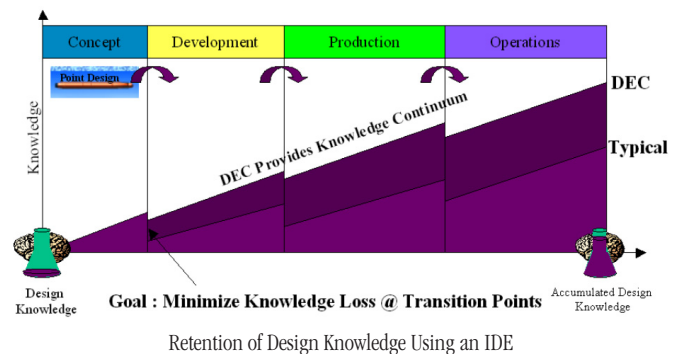 Concept Development Production Operations
Point Design
DEC
Knowledge
DEC Provides Knowledge Continuum
Typical
Design
Knowledge
Goal : Minimize Knowledge Loss @ Transition Points
Accumulated Design
Knowledge
Retention of Design Knowledge Using an IDE